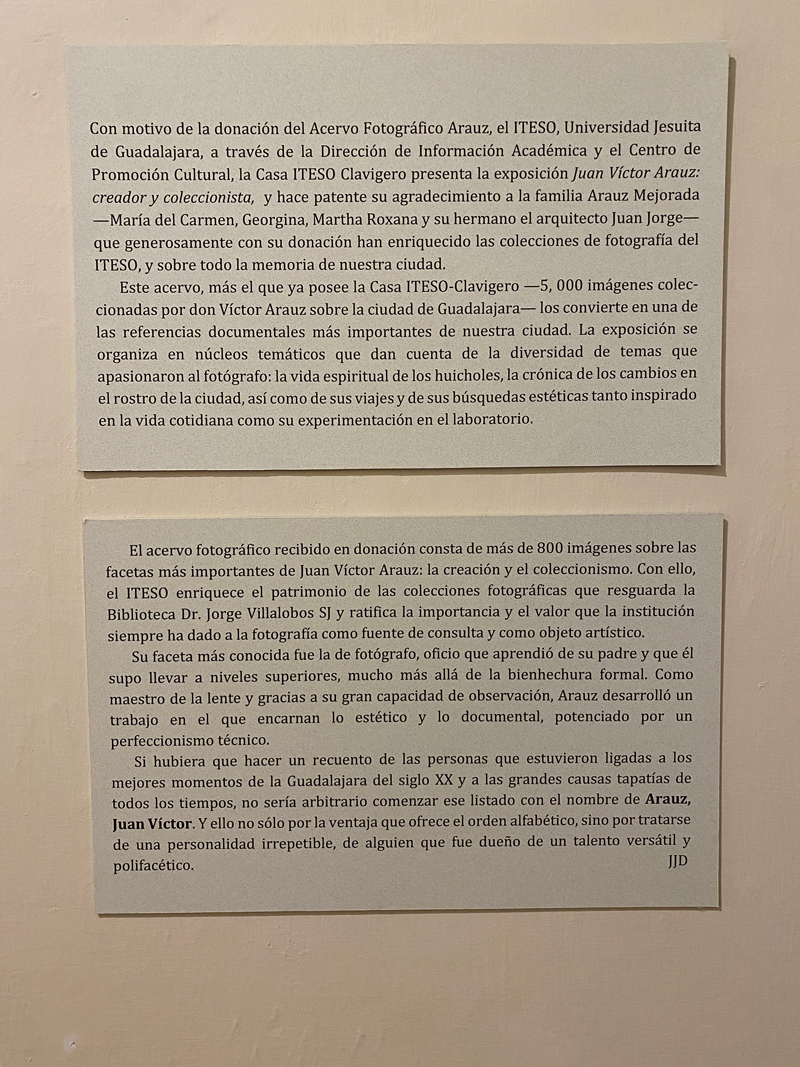 Con motivo de la donación del Acervo Fotográfico Arauz, el ITESO, Universidad Jesuita
de Guadalajara, a través de la Dirección de Información Académica y el Centro de
Promoción Cultural, la Casa ITESO Clavigero presenta la exposición Juan Víctor Arauz:
creador y coleccionista, y hace patente su agradecimiento a la familia Arauz Mejorada
—María del Carmen, Georgina, Martha Roxana y su hermano el arquitecto Juan Jorge—
que generosamente con su donación han enriquecido las colecciones de fotografía del
ITESO, y sobre todo la memoria de nuestra ciudad.
Este acervo, más el que ya posee la Casa ITESO-Clavigero —5, 000 imágenes colec-
cionadas por don Víctor Arauz sobre la ciudad de Guadalajara— los convierte en una de
las referencias documentales más importantes de nuestra ciudad. La exposición se
organiza en núcleos temáticos que dan cuenta de la diversidad de temas que
apasionaron al fotógrafo: la vida espiritual de los huicholes, la crónica de los cambios en
el rostro de la ciudad, así como de sus viajes y de sus búsquedas estéticas tanto inspirado
en la vida cotidiana como su experimentación en el laboratorio.
El acervo fotográfico recibido en donación consta de más de 800 imágenes sobre las
facetas más importantes de Juan Víctor Arauz: la creación y el coleccionismo. Con ello,
el ITESO enriquece el patrimonio de las colecciones fotográficas que resguarda la
Biblioteca Dr. Jorge Villalobos SJ y ratifica la importancia y el valor que la institución
siempre ha dado a la fotografía como fuente de consulta y como objeto artístico.
Su faceta más conocida fue la de fotógrafo, oficio que aprendió de su padre y que él
supo llevar a niveles superiores, mucho más allá de la bienhechura formal. Como
maestro de la lente y gracias a su gran capacidad de observación, Arauz desarrolló un
trabajo en el que encarnan lo estético y lo documental, potenciado por un
perfeccionismo técnico.
Si hubiera que hacer un recuento de las personas que estuvieron ligadas a los
mejores momentos de la Guadalajara del siglo XX y a las grandes causas tapatías de
todos los tiempos, no sería arbitrario comenzar ese listado con el nombre de Arauz,
Juan Víctor. Y ello no sólo por la ventaja que ofrece el orden alfabético, sino por tratarse
de una personalidad irrepetible, de alguien que fue dueño de un talento versátil y
polifacético. JJD